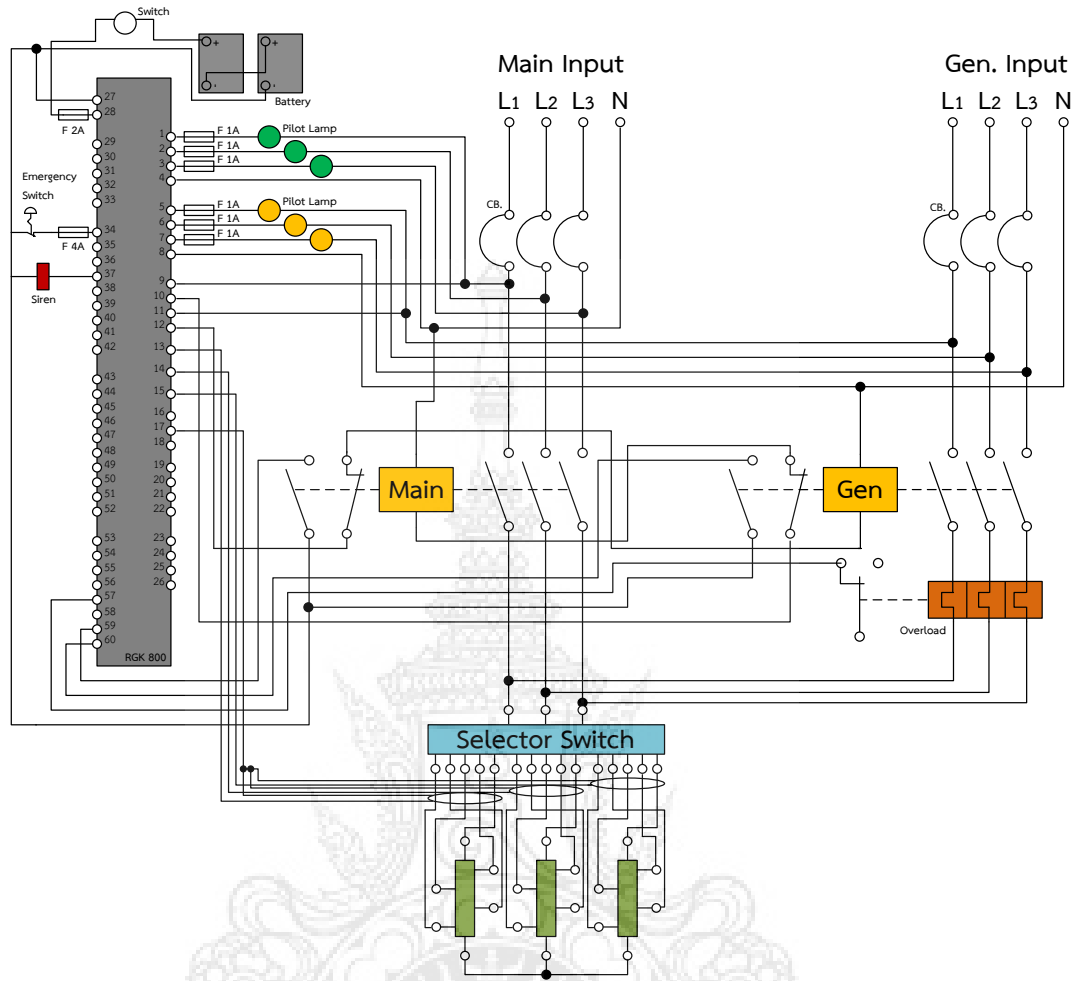 Switch
+
+
-
-
Battery
Main Input
Gen. Input
L1 L2 L3 N
L1 L2 L3 N
27
28
F 2A
29
30
31
32
33
Emergency
Switch
34
F 4A
35
36
37
Siren
38
39
40
41
42
43
44
45
46
47
48
49
50
51
52
53
54
55
56
57
58
59
60
1
2
3
4
5
6
7
8
9
10
11
12
13
14
15
16
17
18
19
20
21
22
23
24
25
26
RGK 800
F 1A
Pilot Lamp
F 1A
F 1A
F 1A
Pilot Lamp
F 1A
F 1A
CB.
CB.
Main
Gen
Overload
Selector Switch